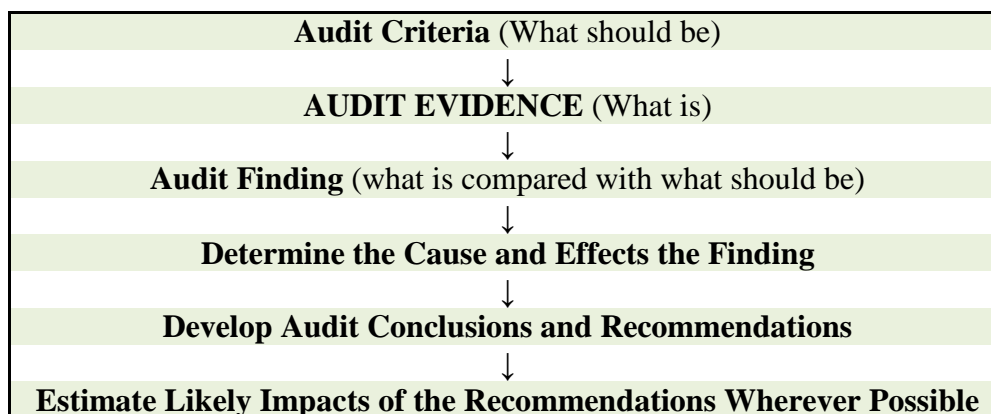 Audit Criteria (What should be)
↓
AUDIT EVIDENCE (What is)
↓
Audit Finding (what is compared with what should be)
↓
Determine the Cause and Effects the Finding
↓
Develop Audit Conclusions and Recommendations
↓
Estimate Likely Impacts of the Recommendations Wherever Possible